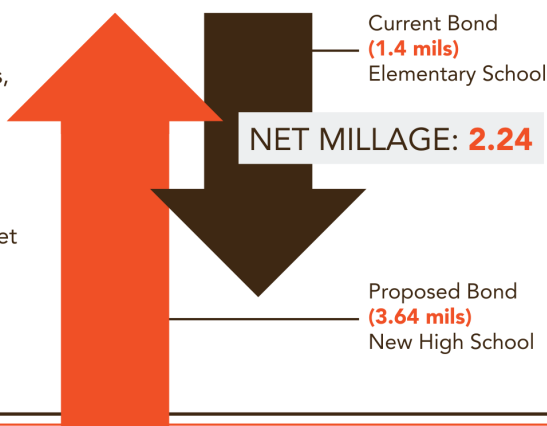 Current Bond
(1.4 mils)
Elementary School
NET MILLAGE: 2.24
Proposed Bond
(3.64 mils)
New High School